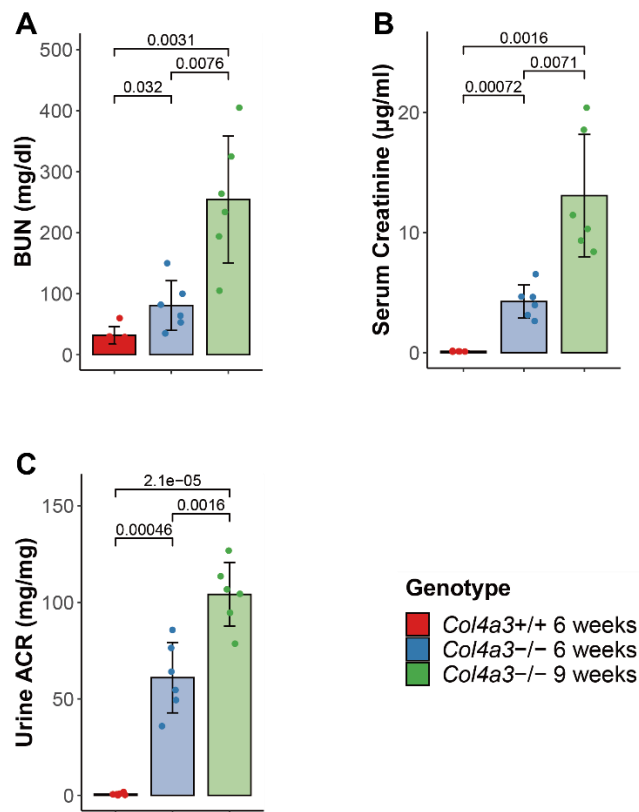 A
BUN (mg/dl)
500
400
300
200
100
0
0.0031
0.0076
0.032
B
Serum Creatinine (µg/ml)
20
10
0
0.0016
0.0071
0.00072
C
Urine ACR (mg/mg)
150
100
50
0
2.1e-05
0.0016
0.00046
Genotype
Col4a3+/+ 6 weeks
Col4a3−/− 6 weeks
Col4a3−/− 9 weeks